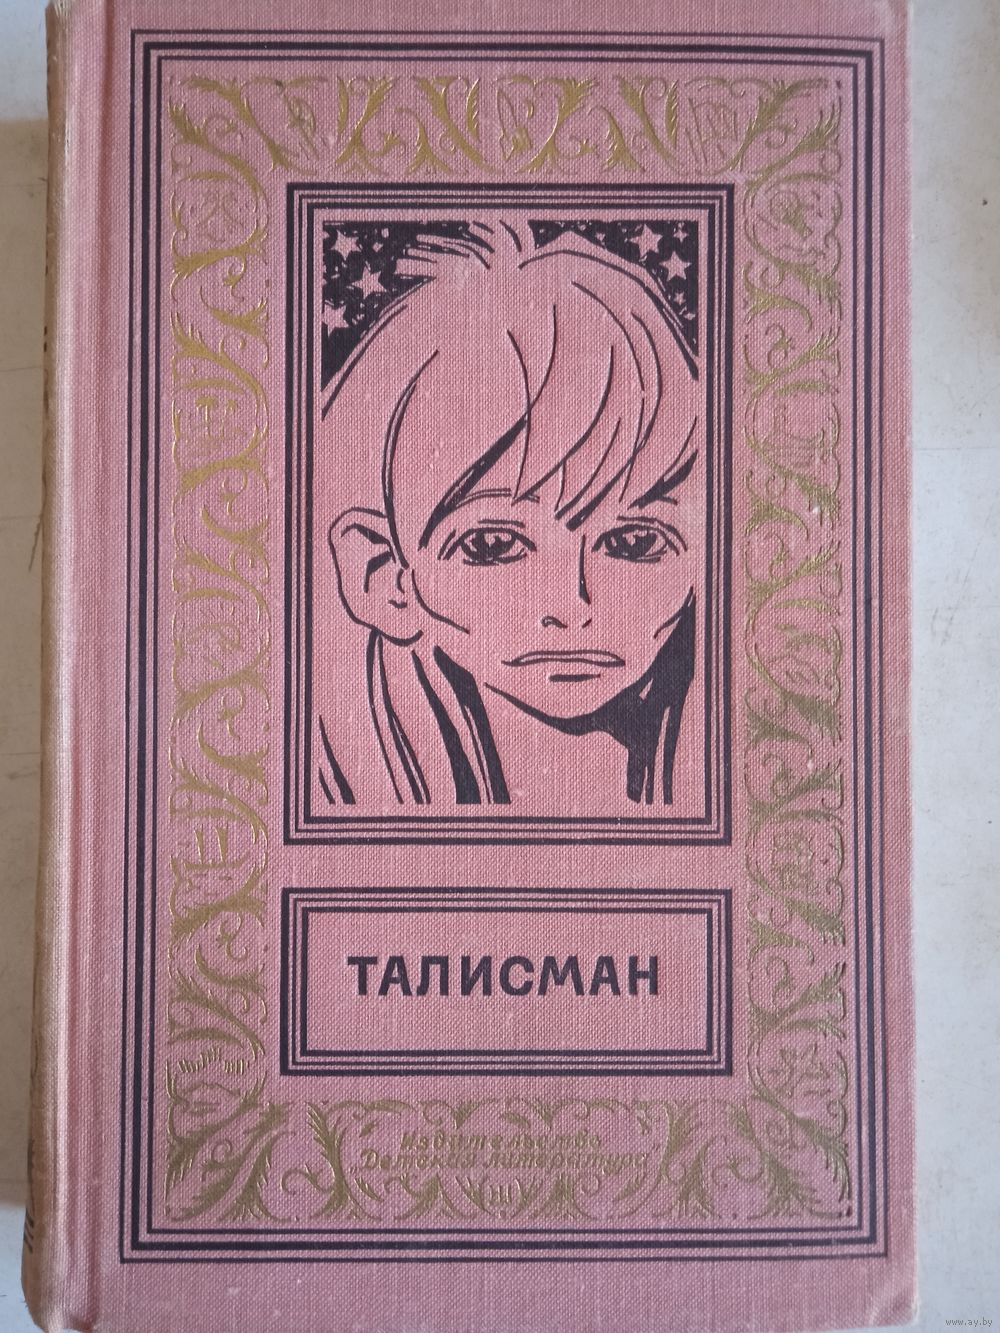 ТАЛИСМАН
Издательство
„Детская литература"
www.ay.by